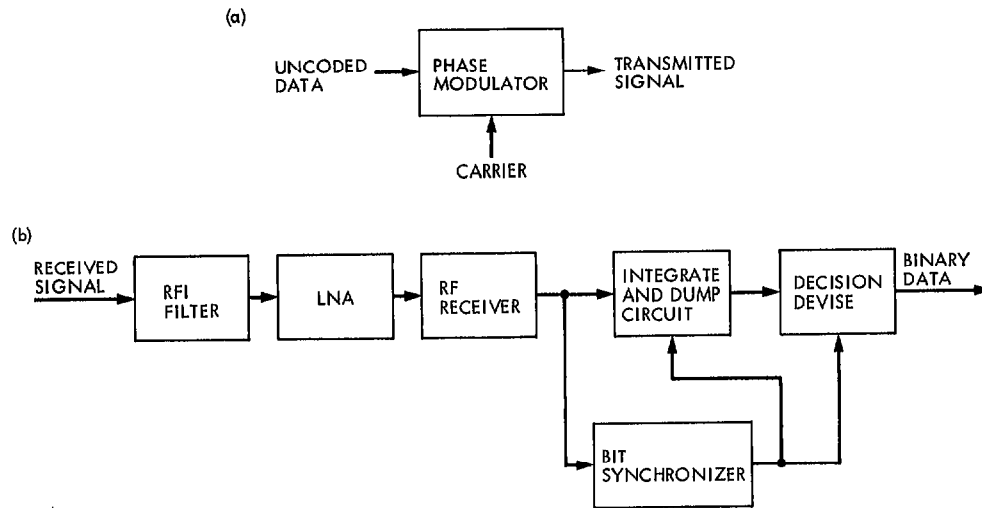 (a)
UNCODED
DATA
PHASE
MODULATOR
TRANSMITTED
SIGNAL
CARRIER
(b)
RECEIVED
SIGNAL
RFI
FILTER
LNA
RF
RECEIVER
INTEGRATE
AND DUMP
CIRCUIT
DECISION
DEVISE
BINARY
DATA
BIT
SYNCHRONIZER